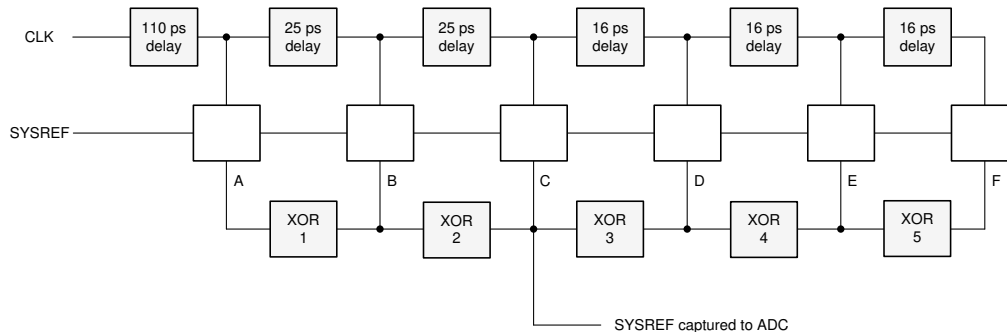 110 ps
delay
25 ps
delay
25 ps
delay
16 ps
delay
16 ps
delay
16 ps
delay
CLK
SYSREF
A
B
C
D
E
F
XOR
1
XOR
2
XOR
3
XOR
4
XOR
5
SYSREF captured to ADC